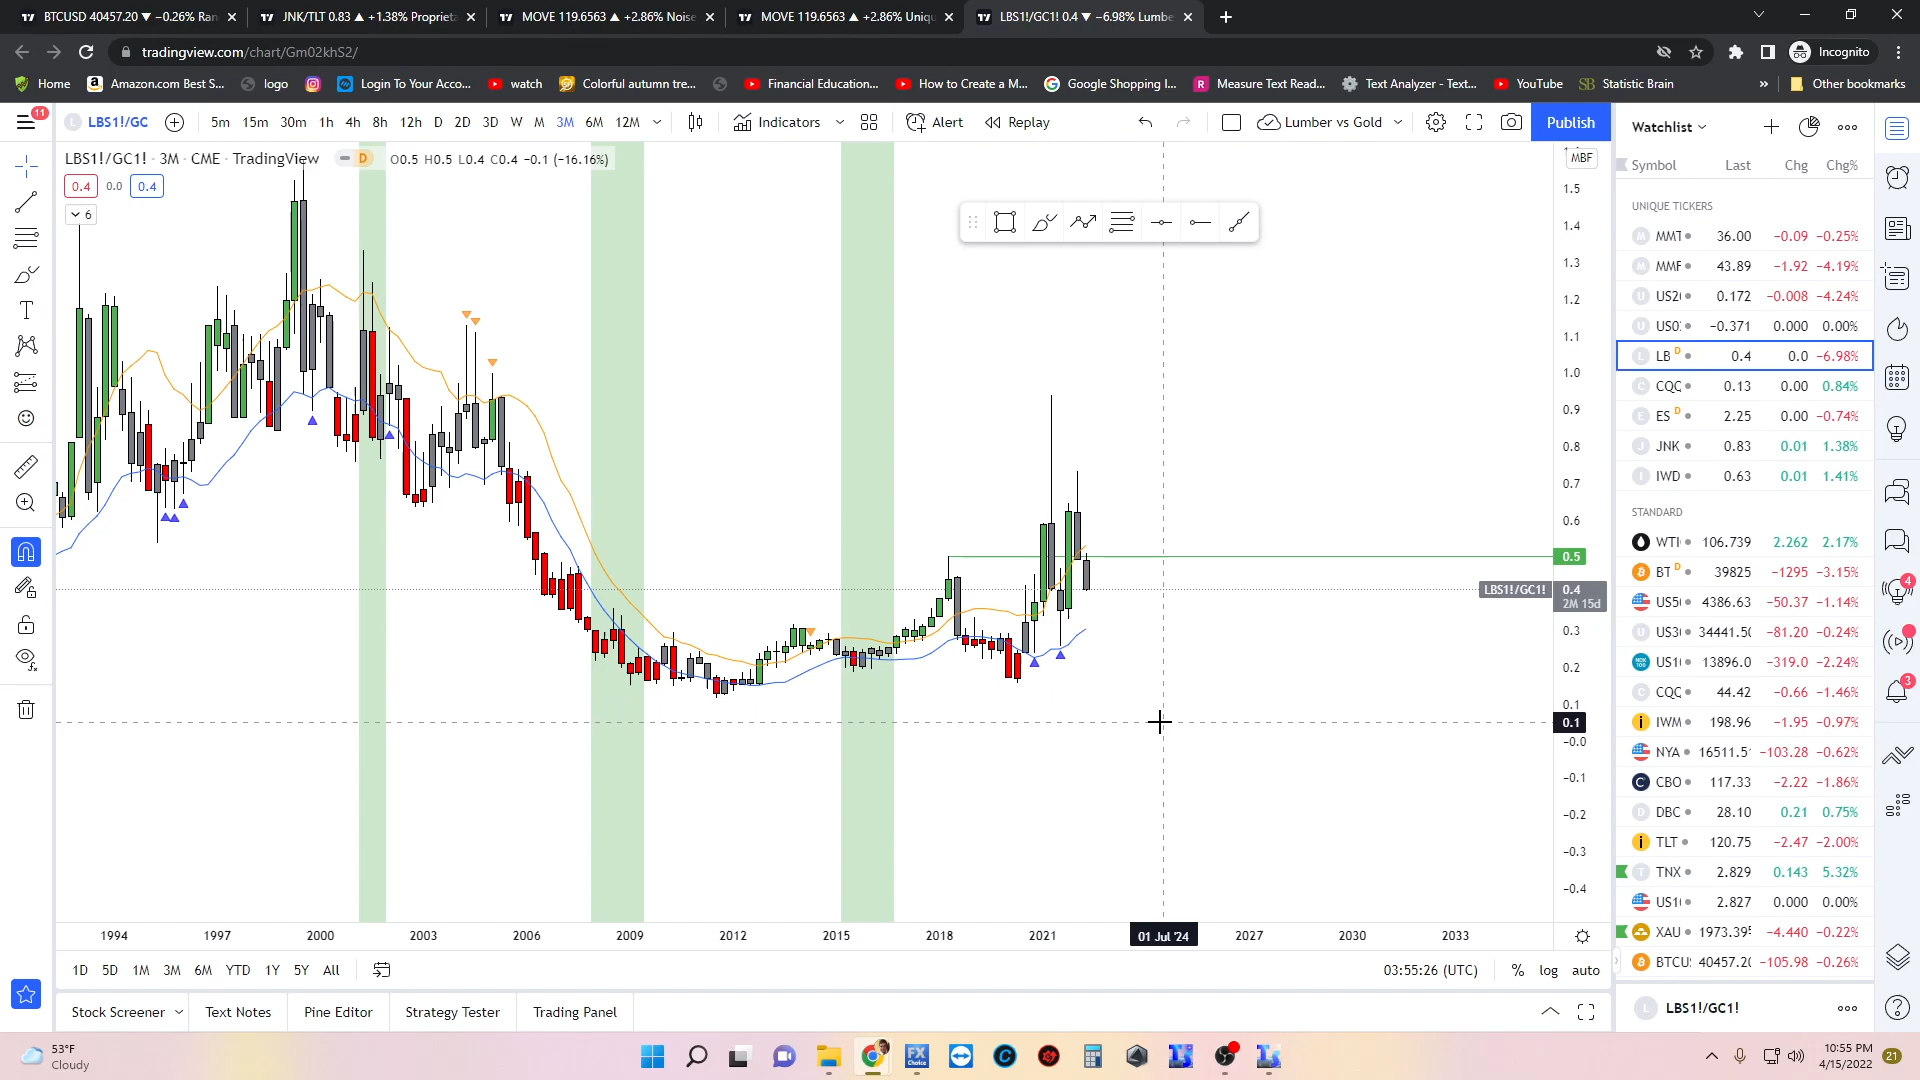 BTCUSD 40457.20 ▼ −0.26% Ran
JNK/TLT 0.83 ▲ +1.38% Proprieta
MOVE 119.6563 ▲ +2.86% Noise
MOVE 119.6563 ▲ +2.86% Uniqu
LBS1!/GC1! 0.4 ▼ −6.98% Lumbe
tradingview.com/chart/Gm02khS2/
Incognito
Home
Amazon.com Best S...
logo
Login To Your Acco...
watch
Colorful autumn tre...
Financial Education...
How to Create a M...
Google Shopping I...
Measure Text Read...
Text Analyzer - Text...
YouTube
Statistic Brain
»
Other bookmarks
11
LBS1!/GC
5m 15m 30m 1h 4h 8h 12h D 2D 3D W M 3M 6M 12M
Indicators
Alert
Replay
Lumber vs Gold
Publish
LBS1!/GC1! · 3M · CME · TradingView
D
O0.5 H0.5 L0.4 C0.4 −0.1 (−16.16%)
0.4 0.0 0.4
6
MBF
1.5
1.4
1.3
1.2
1.1
1.0
0.9
0.8
0.7
0.6
0.5
LBS1!/GC1! 0.4
2M 15d
0.3
0.2
0.1
0.1
−0.0
−0.1
−0.2
−0.3
−0.4
1994 1997 2000 2003 2006 2009 2012 2015 2018 2021 01 Jul '24 2027 2030 2033
1D 5D 1M 3M 6M YTD 1Y 5Y All
03:55:26 (UTC) % log auto
Stock Screener Text Notes Pine Editor Strategy Tester Trading Panel
Watchlist
Symbol Last Chg Chg%
UNIQUE TICKERS
MMT 36.00 −0.09 −0.25%
MMF 43.89 −1.92 −4.19%
US2 0.172 −0.008 −4.24%
US0 −0.371 0.000 0.00%
LB D 0.4 0.0 −6.98%
CQC 0.13 0.00 0.84%
ES D 2.25 0.00 −0.74%
JNK 0.83 0.01 1.38%
IWD 0.63 0.01 1.41%
STANDARD
WTI 106.739 2.262 2.17%
BT D 39825 −1295 −3.15%
US5 4386.63 −50.37 −1.14%
US3 34441.50 −81.20 −0.24%
US1 13896.0 −319.0 −2.24%
CQC 44.42 −0.66 −1.46%
IWM 198.96 −1.95 −0.97%
NYA 16511.5 −103.28 −0.62%
CBO 117.33 −2.22 −1.86%
DBC 28.10 0.21 0.75%
TLT 120.75 −2.47 −2.00%
TNX 2.829 0.143 5.32%
US1 2.827 0.000 0.00%
XAU 1973.395 −4.440 −0.22%
BTCUS 40457.20 −105.98 −0.26%
LBS1!/GC1!
4
3
53°F
Cloudy
FX
Choice
10:55 PM
4/15/2022
21